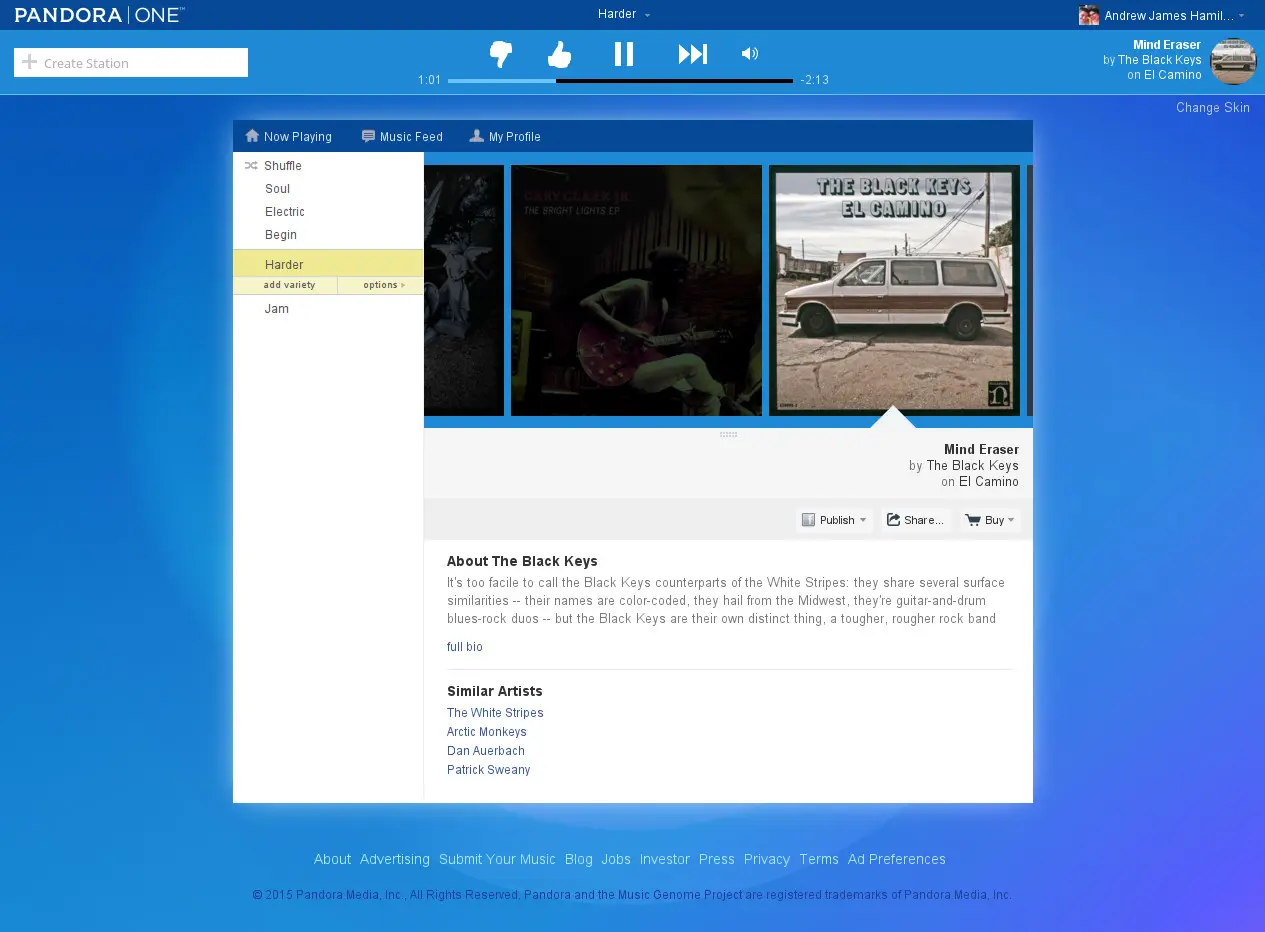 PANDORA | ONE™
Harder
Andrew James Hamil...
Create Station
1:01
-2:13
Mind Eraser
by The Black Keys
on El Camino
Change Skin
Now Playing
Music Feed
My Profile
Shuffle
Soul
Electric
Begin
Harder
add variety
options
Jam
GARY CLARK JR.
THE BRIGHT LIGHTS EP
THE BLACK KEYS
EL CAMINO
Mind Eraser
by The Black Keys
on El Camino
Publish
Share...
Buy
About The Black Keys
It's too facile to call the Black Keys counterparts of the White Stripes: they share several surface
similarities -- their names are color-coded, they hail from the Midwest, they're guitar-and-drum
blues-rock duos -- but the Black Keys are their own distinct thing, a tougher, rougher rock band
full bio
Similar Artists
The White Stripes
Arctic Monkeys
Dan Auerbach
Patrick Sweany
About Advertising Submit Your Music Blog Jobs Investor Press Privacy Terms Ad Preferences
© 2015 Pandora Media, Inc., All Rights Reserved. Pandora and the Music Genome Project are registered trademarks of Pandora Media, Inc.